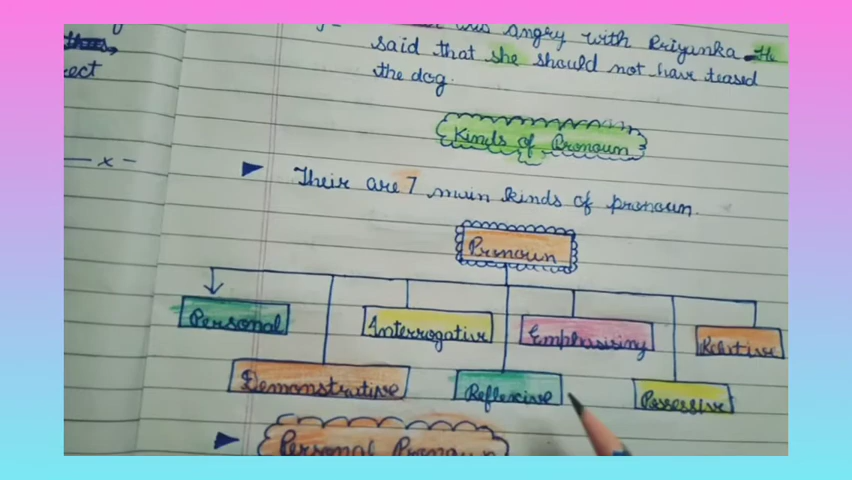 was angry with Priyanka. He
said that she should not have teased
the dog.
ect
x
Kinds of Pronoun
Their are 7 main kinds of pronoun.
Pronoun
Personal
Interrogative
Emphasising
Relative
Demonstrative
Reflexive
Possessive
Personal Pronoun